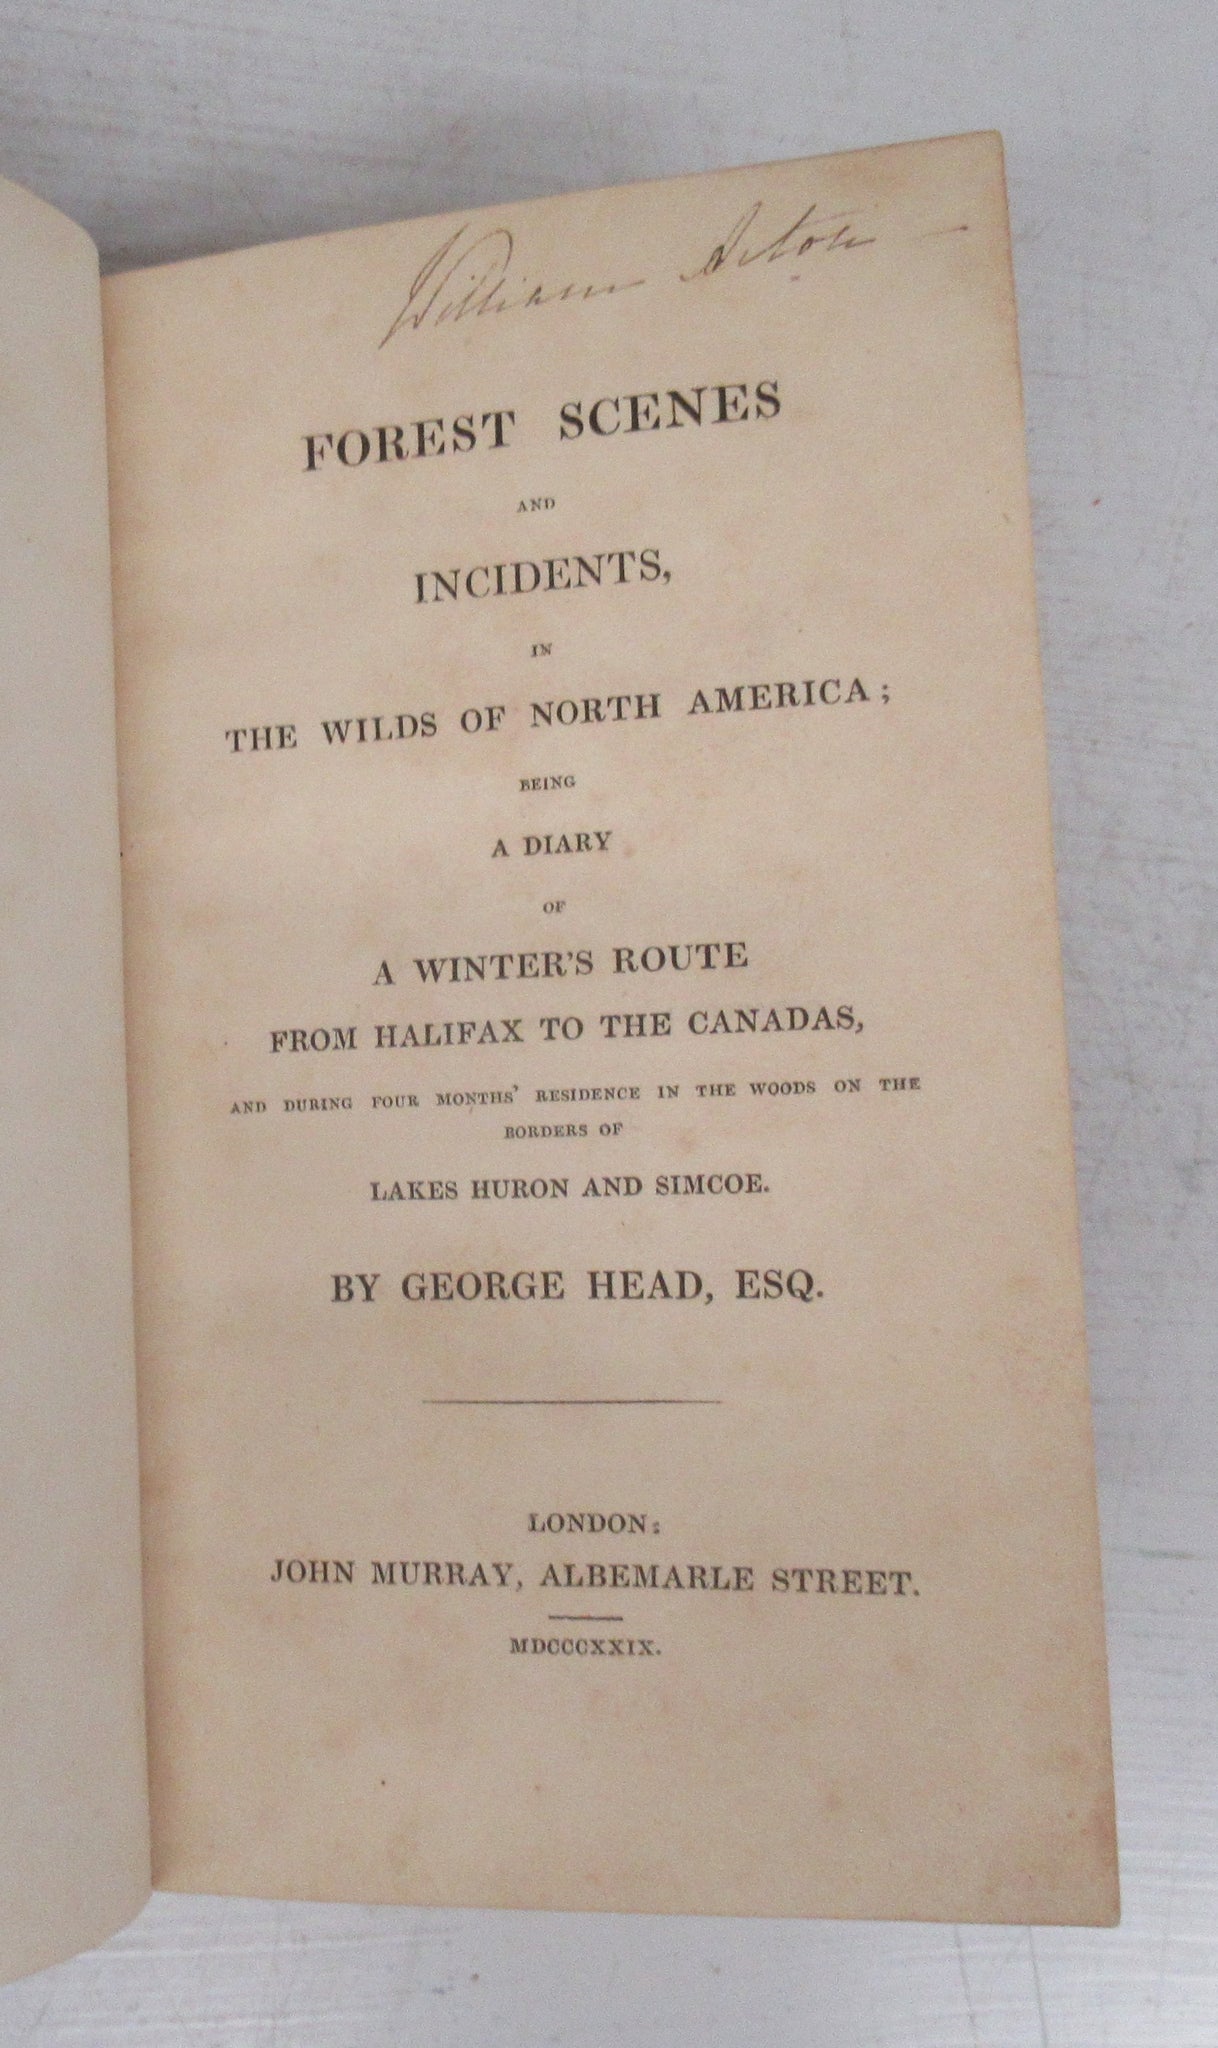 William
FOREST SCENES
AND
INCIDENTS,
IN
THE WILDS OF NORTH AMERICA;
BEING
A DIARY
OF
A WINTER'S ROUTE
FROM HALIFAX TO THE CANADAS,
AND DURING FOUR MONTHS' RESIDENCE IN THE WOODS ON THE
BORDERS OF
LAKES HURON AND SIMCOE.
BY GEORGE HEAD, ESQ.
LONDON:
JOHN MURRAY, ALBEMARLE STREET.
MDCCCXXIX.